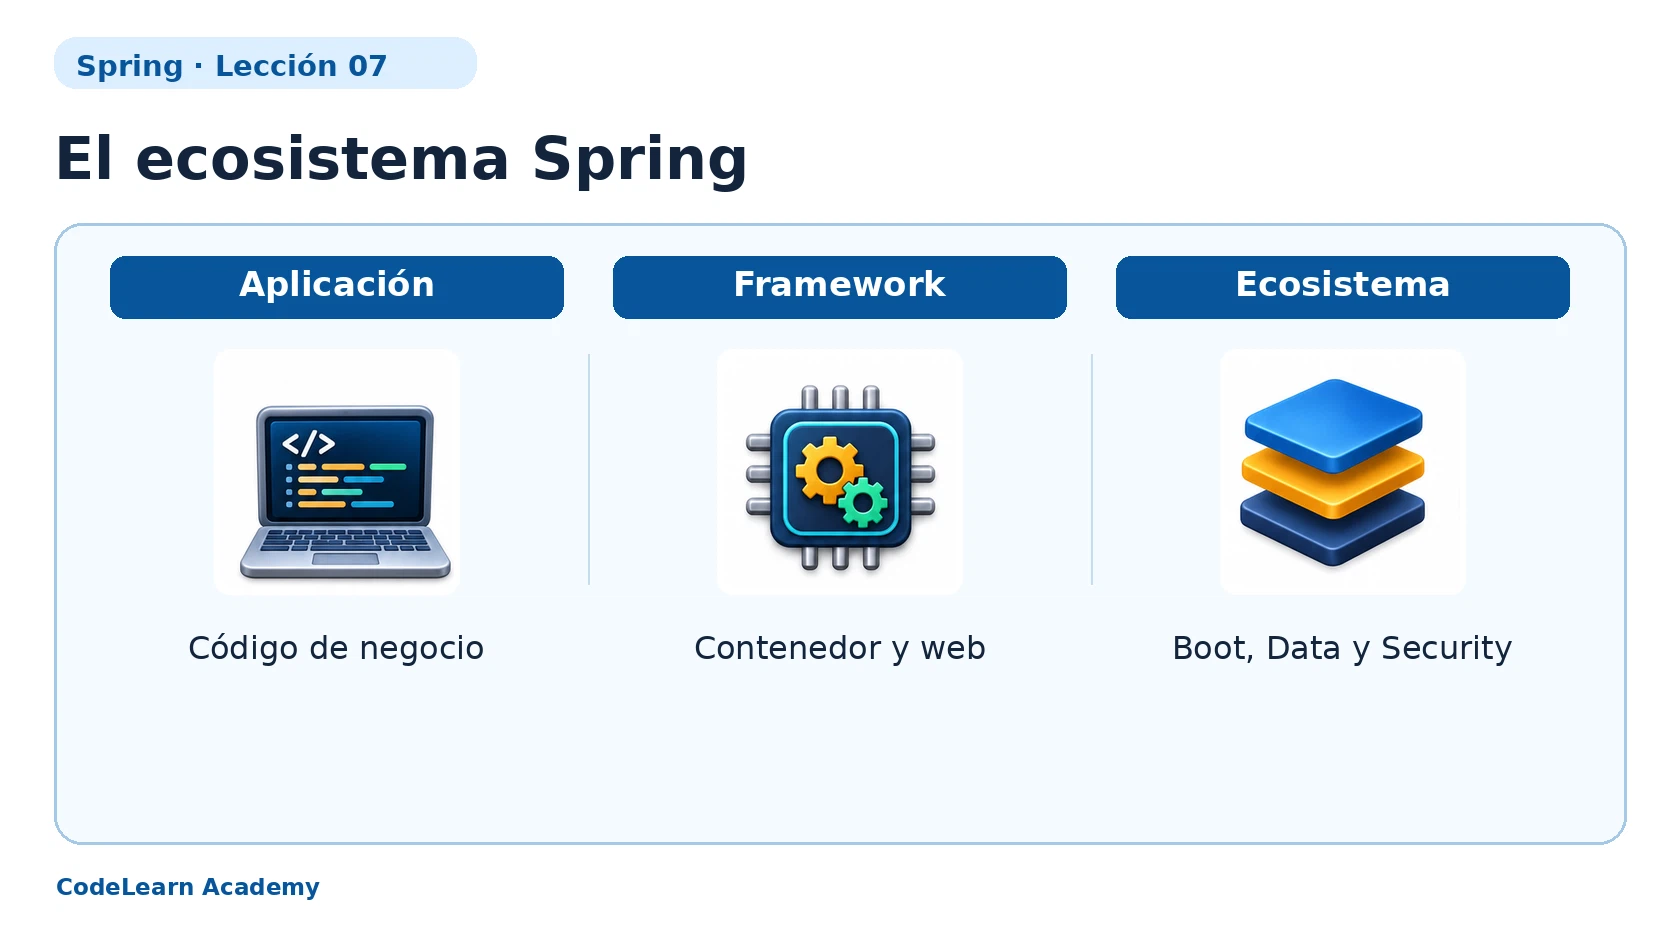 Spring · Lección 07
El ecosistema Spring
Aplicación
Framework
Ecosistema
</>
Código de negocio
Contenedor y web
Boot, Data y Security
CodeLearn Academy